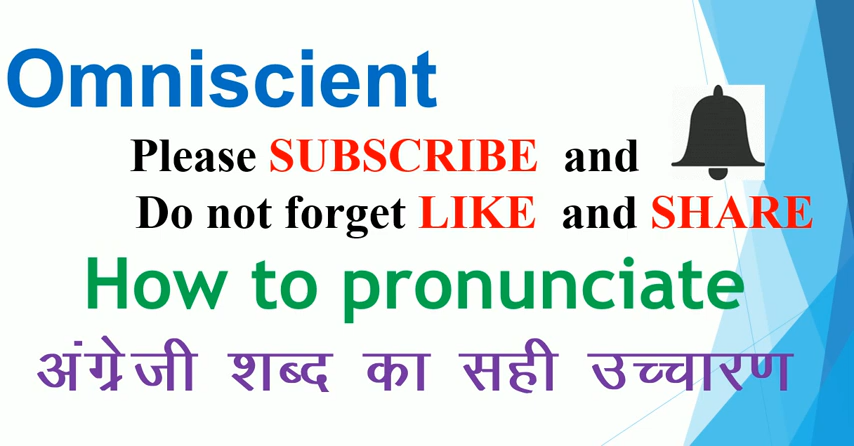 Omniscient
Please SUBSCRIBE and
Do not forget LIKE and SHARE
How to pronunciate
अंग्रेजी शब्द का सही उच्चारण